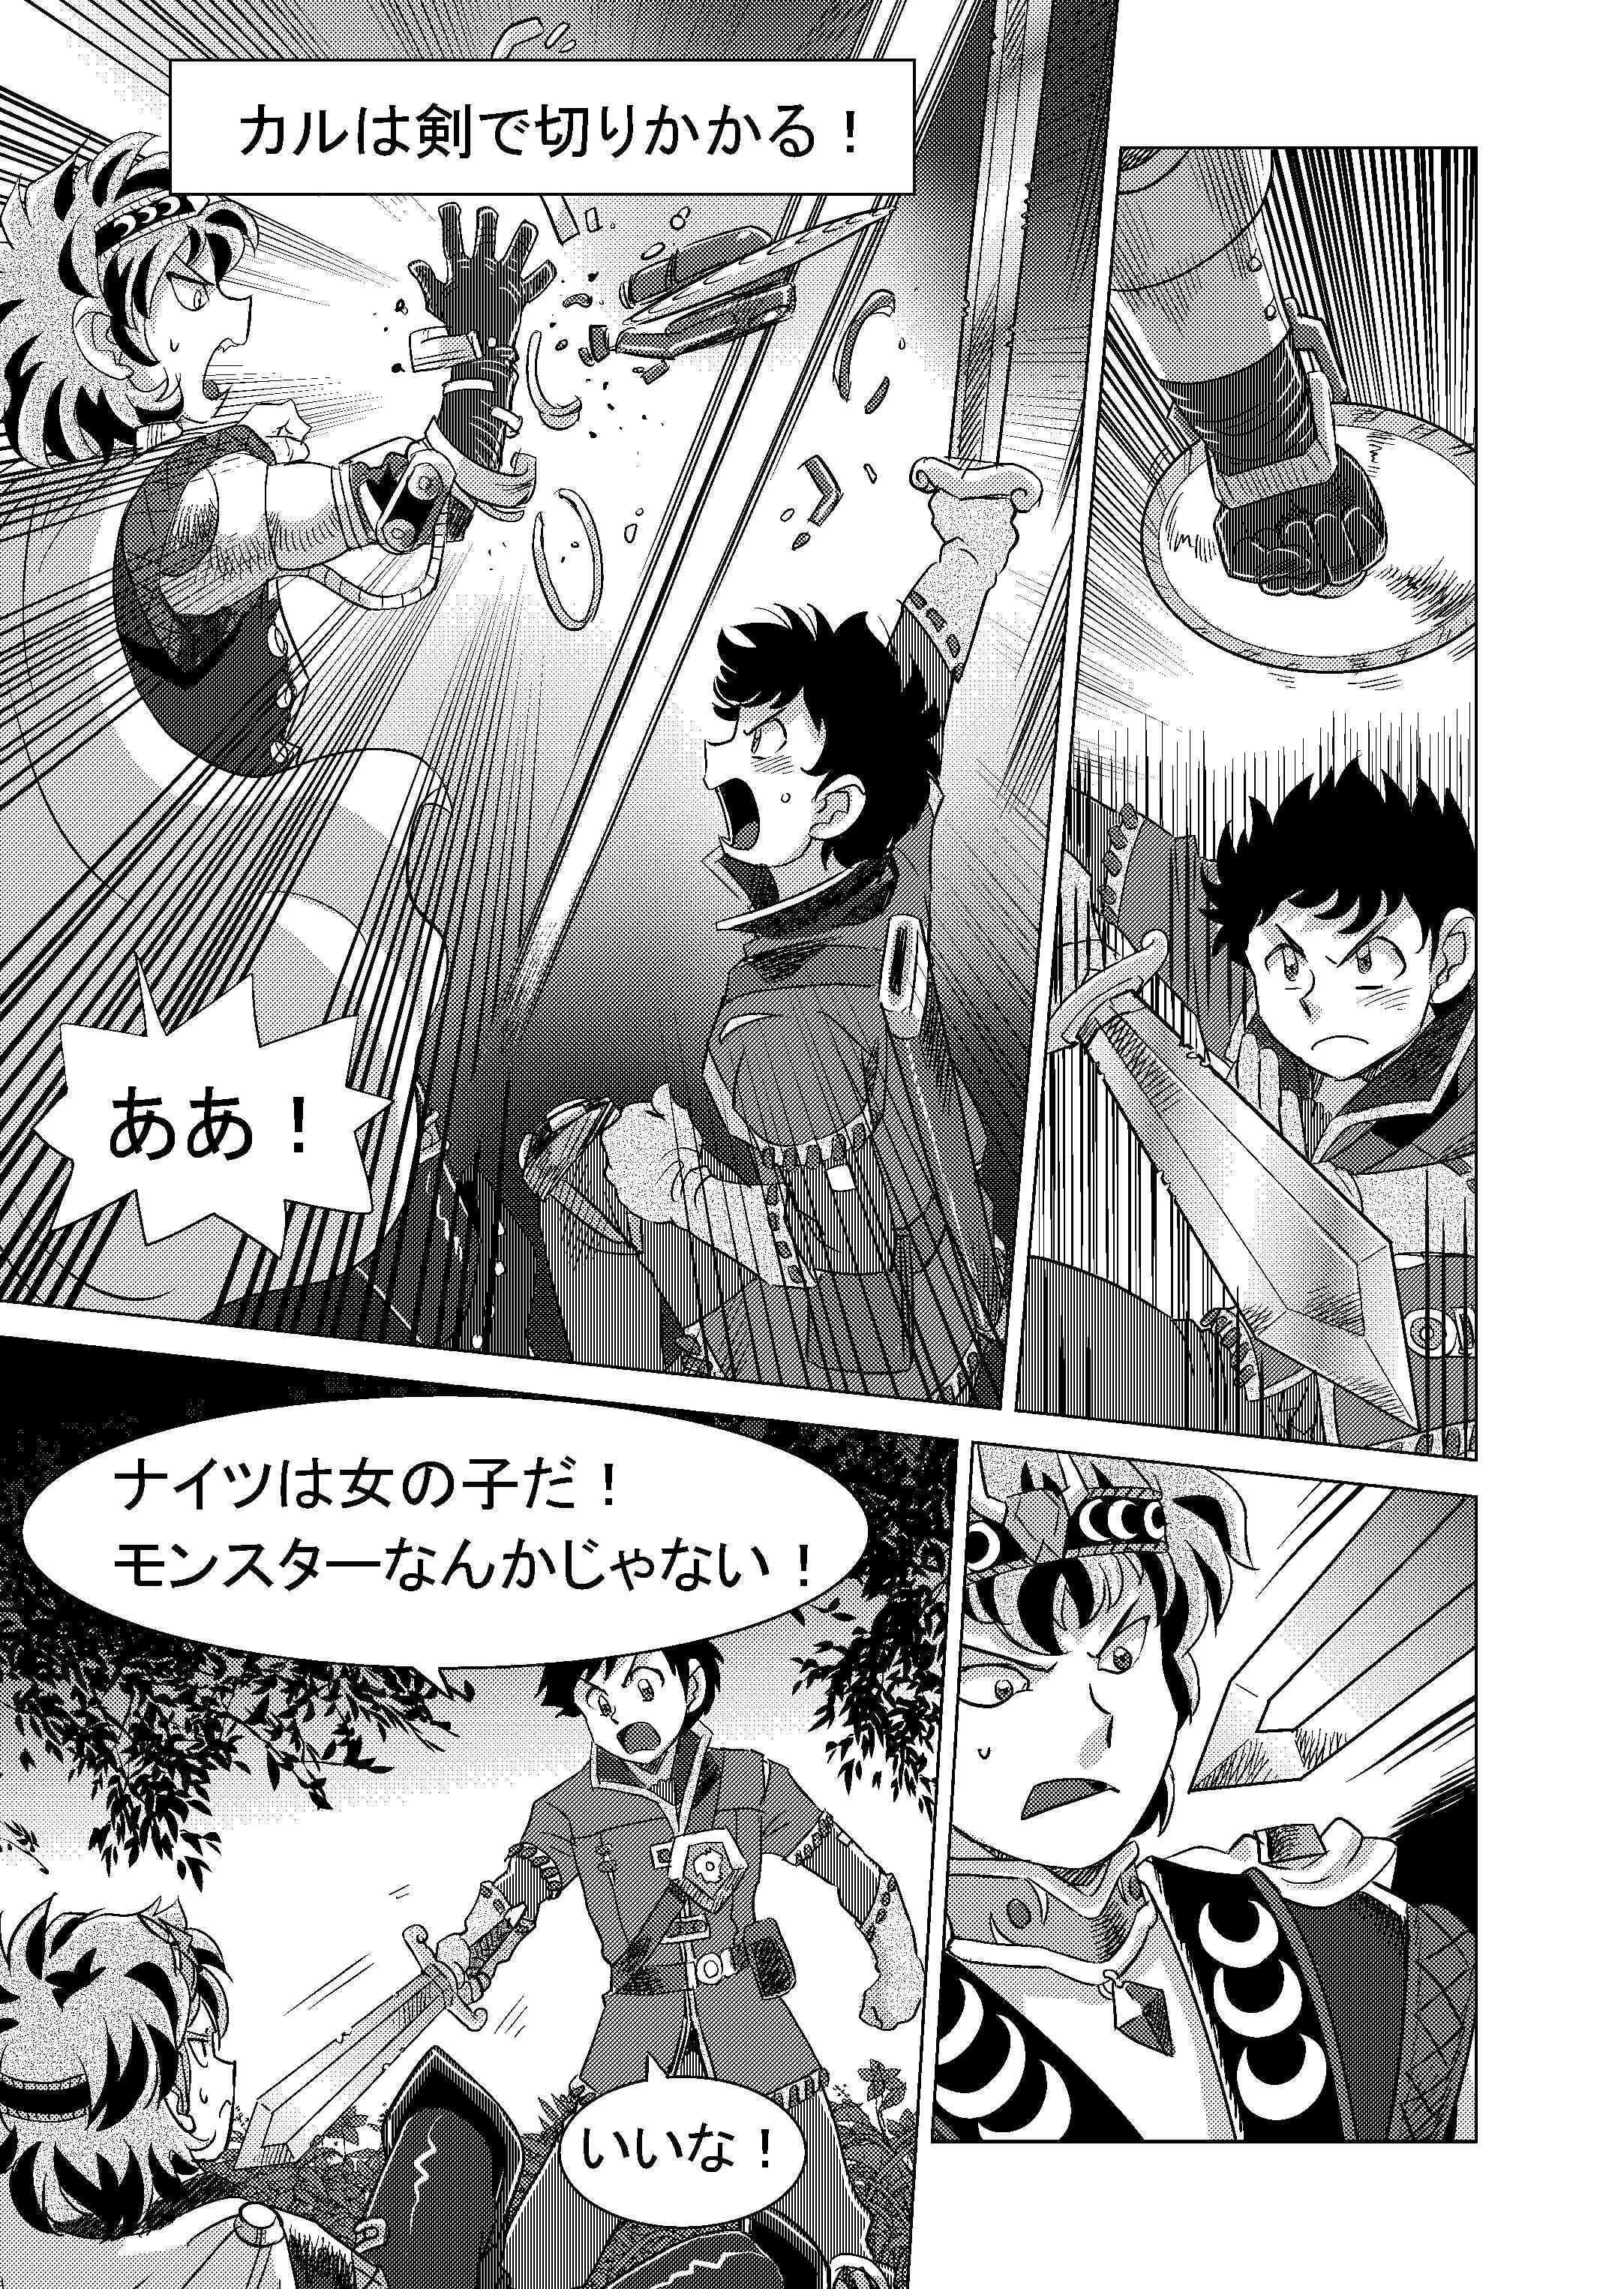 カルは剣で切りかかる！
ああ！
ナイツは女の子だ！
モンスターなんかじゃない！
いいな！